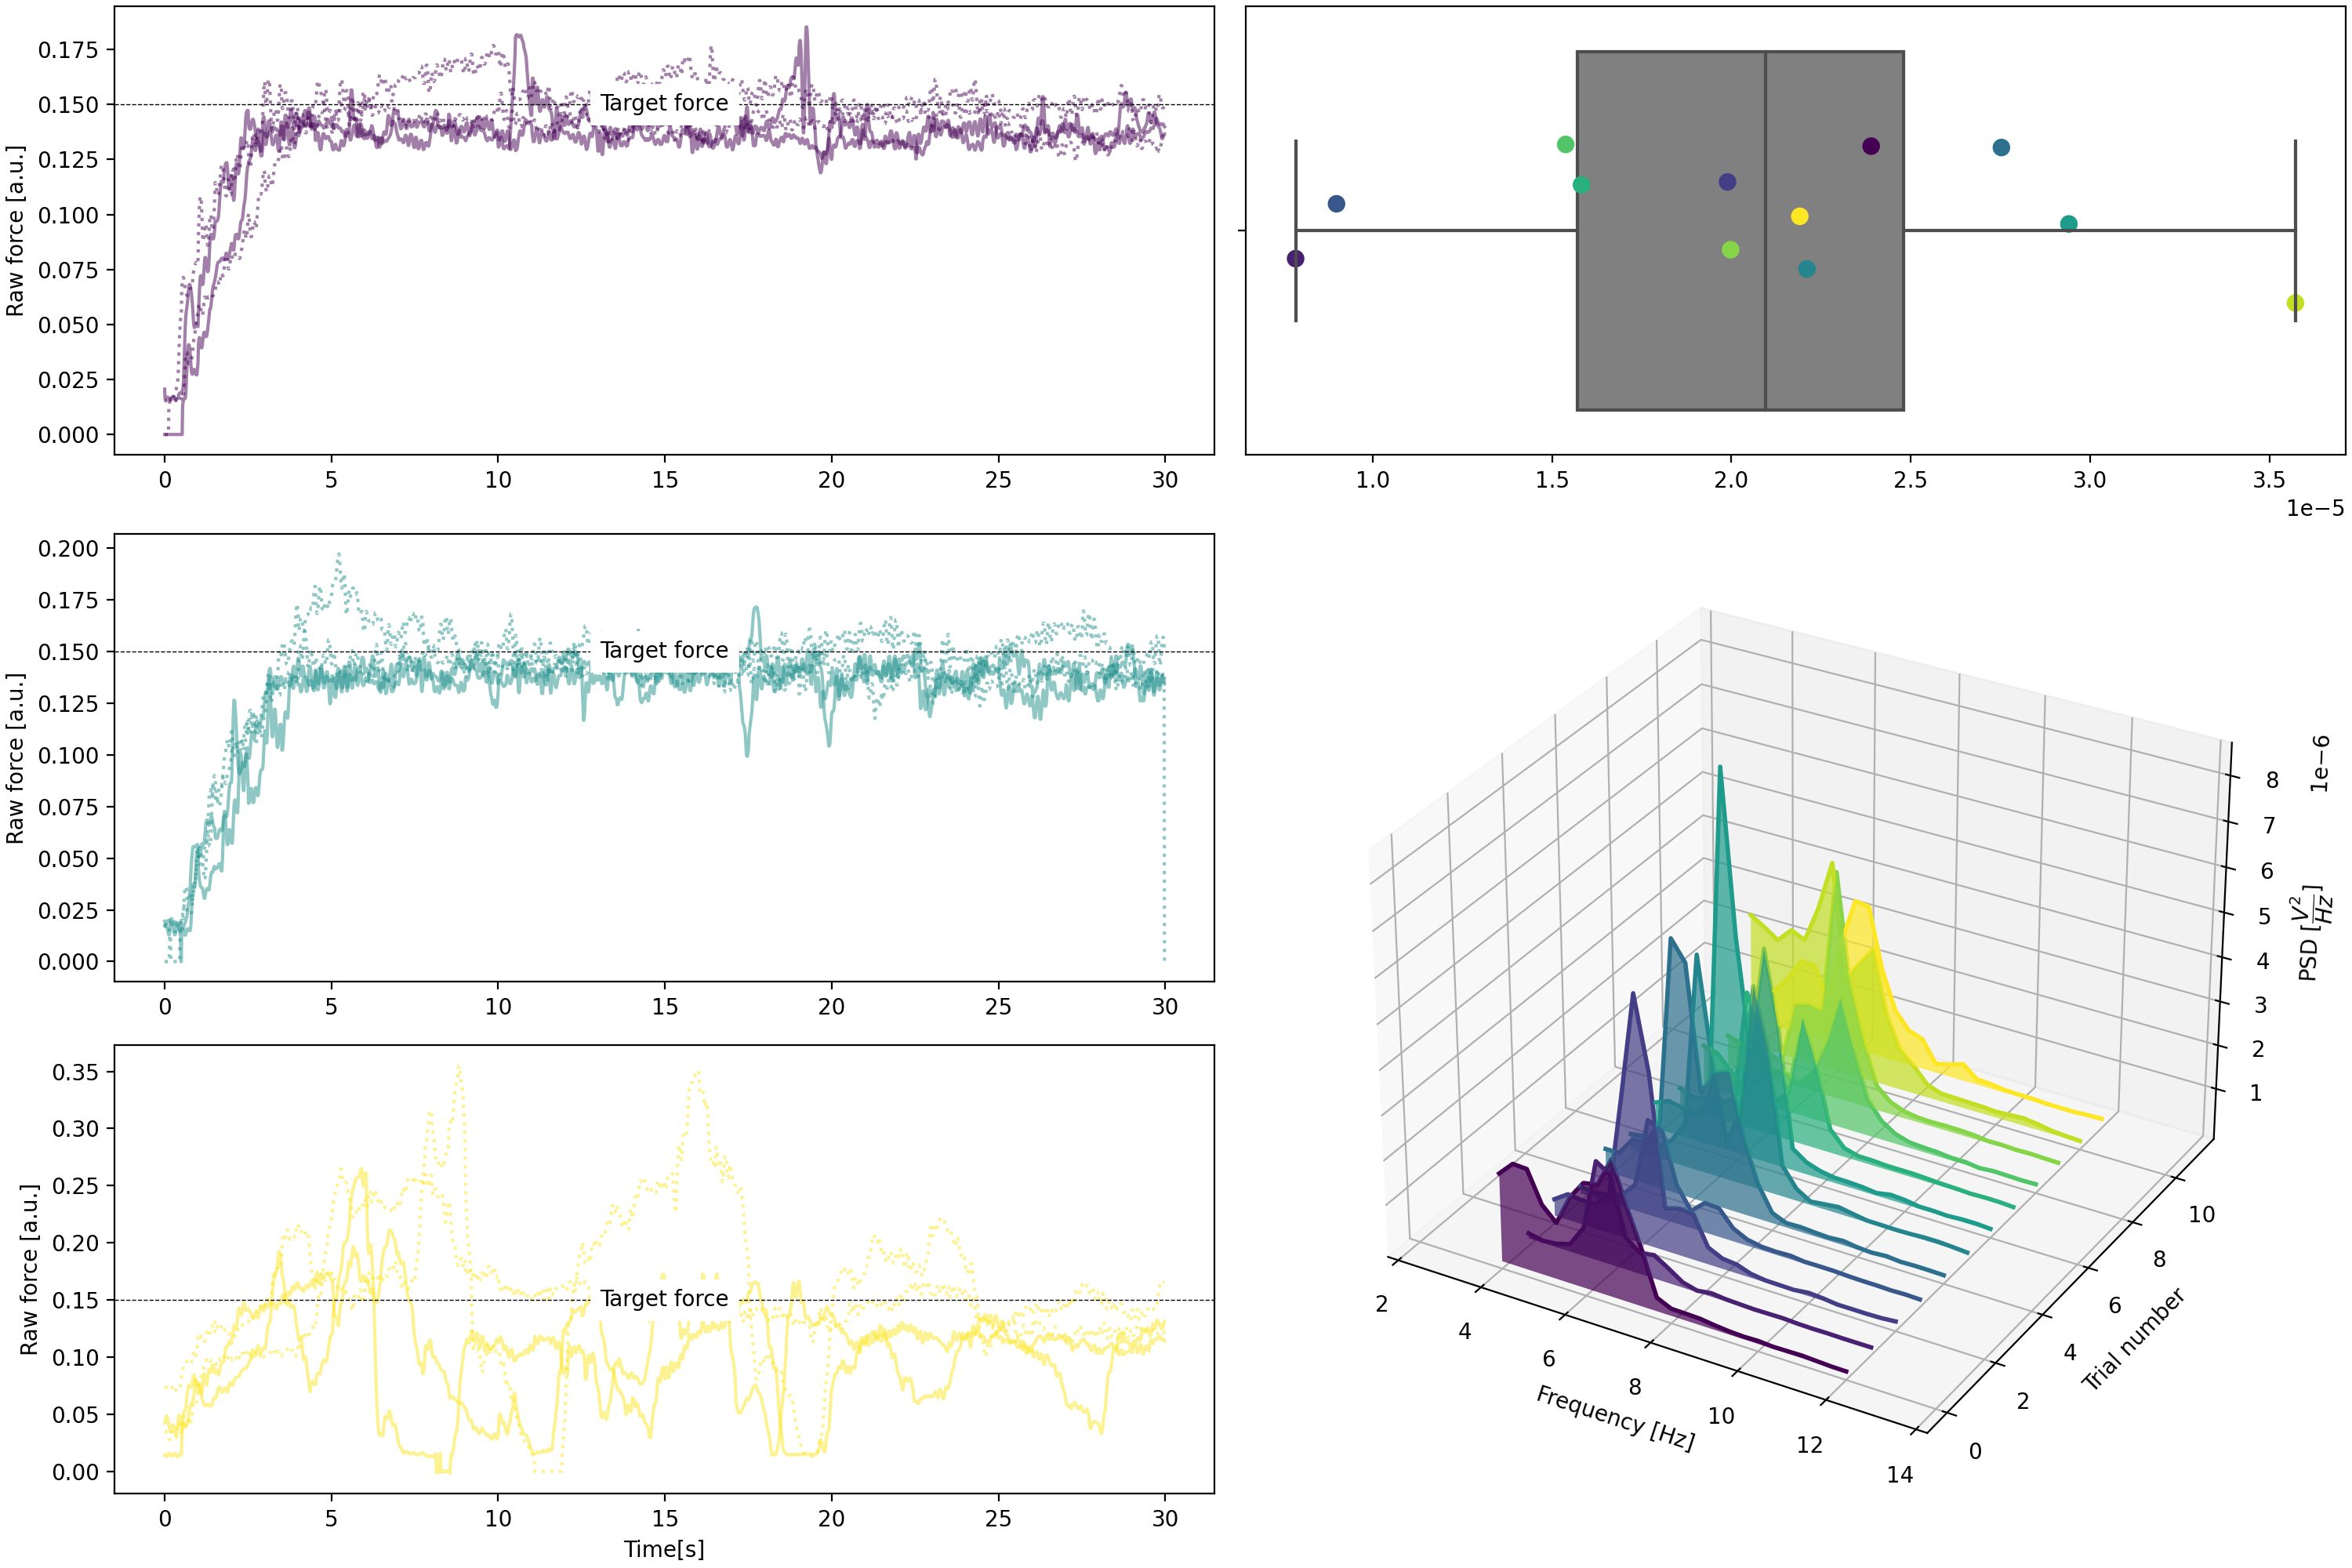 0.175
0.150
0.125
0.100
0.075
0.050
0.025
0.000
Raw force [a.u.]
Target force
0 5 10 15 20 25 30
1.0 1.5 2.0 2.5 3.0 3.5
1e−5
0.200
0.175
0.150
0.125
0.100
0.075
0.050
0.025
0.000
Raw force [a.u.]
Target force
0 5 10 15 20 25 30
0.35
0.30
0.25
0.20
0.15
0.10
0.05
0.00
Raw force [a.u.]
Target force
0 5 10 15 20 25 30
Time[s]
1e−6
8
7
6
5
4
3
2
1
PSD [V²/Hz]
2 4 6 8 10 12 14
Frequency [Hz]
0 2 4 6 8 10
Trial number